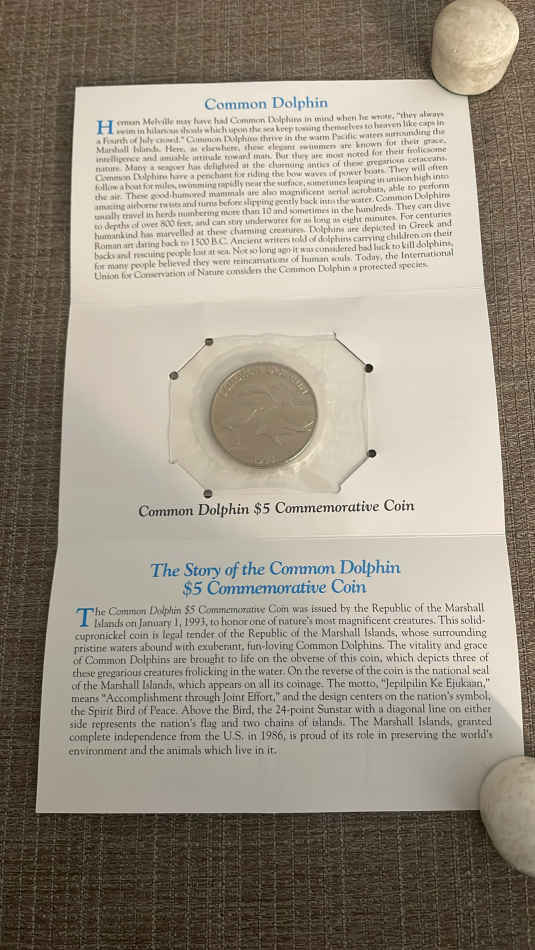 Common Dolphin
Herman Melville may have had Common Dolphins in mind when he wrote, "they always
swim in hilarious shoals which upon the sea keep tossing themselves to heaven like caps in
a Fourth of July crowd." Common Dolphins thrive in the warm Pacific waters surrounding the
Marshall Islands. Here, as elsewhere, these elegant swimmers are known for their grace,
intelligence and amiable attitude toward man. But they are most noted for their frolicsome
nature. Many a seagoer has delighted at the charming antics of these gregarious cetaceans.
Common Dolphins have a penchant for riding the bow waves of power boats. They will often
follow a boat for miles, swimming rapidly near the surface, sometimes leaping in unison high into
the air. These good-humored mammals are also magnificent aerial acrobats, able to perform
amazing airborne twists and turns before slipping gently back into the water. Common Dolphins
usually travel in herds numbering more than 10 and sometimes in the hundreds. They can dive
to depths of over 800 feet, and can stay underwater for as long as eight minutes. For centuries
humankind has marvelled at these charming creatures. Dolphins are depicted in Greek and
Roman art dating back to 1500 B.C. Ancient writers told of dolphins carrying children on their
backs and rescuing people lost at sea. Not so long ago it was considered bad luck to kill dolphins,
for many people believed they were reincarnations of human souls. Today, the International
Union for Conservation of Nature considers the Common Dolphin a protected species.
Common Dolphin $5 Commemorative Coin
The Story of the Common Dolphin
$5 Commemorative Coin
The Common Dolphin $5 Commemorative Coin was issued by the Republic of the Marshall
Islands on January 1, 1993, to honor one of nature's most magnificent creatures. This solid-
cupronickel coin is legal tender of the Republic of the Marshall Islands, whose surrounding
pristine waters abound with exuberant, fun-loving Common Dolphins. The vitality and grace
of Common Dolphins are brought to life on the obverse of this coin, which depicts three of
these gregarious creatures frolicking in the water. On the reverse of the coin is the national seal
of the Marshall Islands, which appears on all its coinage. The motto, "Jepilpilin Ke Ejukaan,"
means "Accomplishment through Joint Effort," and the design centers on the nation's symbol,
the Spirit Bird of Peace. Above the Bird, the 24-point Sunstar with a diagonal line on either
side represents the nation's flag and two chains of islands. The Marshall Islands, granted
complete independence from the U.S. in 1986, is proud of its role in preserving the world's
environment and the animals which live in it.